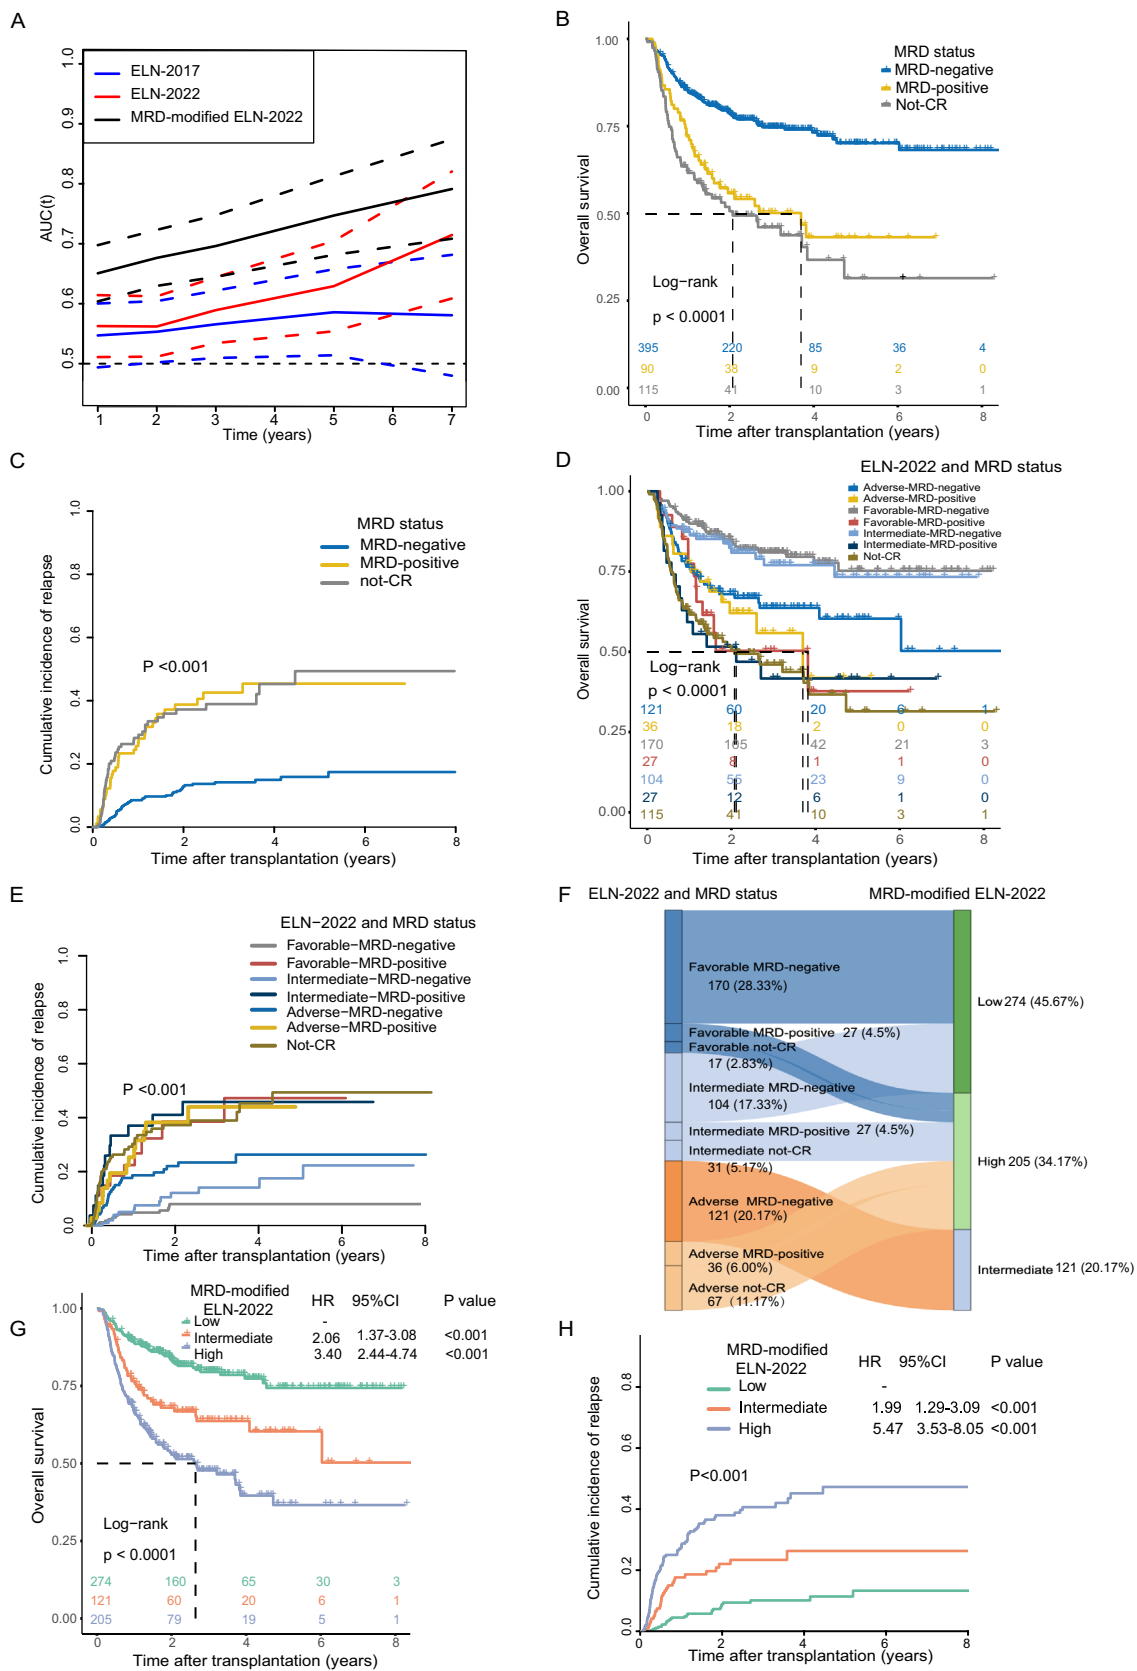 A
1.0
0.9
0.8
0.7
0.6
0.5
AUC(t)
ELN-2017
ELN-2022
MRD-modified ELN-2022
1 2 3 4 5 6 7
Time (years)
B
1.00
0.75
0.50
0.25
0.00
Overall survival
MRD status
MRD-negative
MRD-positive
Not-CR
Log−rank
p < 0.0001
395 220 85 36 4
90 38 9 2 0
115 41 10 3 1
0 2 4 6 8
Time after transplantation (years)
C
1.0
0.8
0.6
0.4
0.2
0.0
Cumulative incidence of relapse
MRD status
MRD-negative
MRD-positive
not-CR
P <0.001
0 2 4 6 8
Time after transplantation (years)
D
1.00
0.75
0.50
0.25
0.00
Overall survival
ELN-2022 and MRD status
Adverse-MRD-negative
Adverse-MRD-positive
Favorable-MRD-negative
Favorable-MRD-positive
Intermediate-MRD-negative
Intermediate-MRD-positive
Not-CR
Log−rank
p < 0.0001
121 60 20 6 1
36 18 2 0 0
170 105 42 21 3
27 8 1 1 0
104 55 23 9 0
27 12 6 1 0
115 41 10 3 1
0 2 4 6 8
Time after transplantation (years)
E
1.0
0.8
0.6
0.4
0.2
0.0
Cumulative incidence of relapse
ELN−2022 and MRD status
Favorable−MRD-negative
Favorable−MRD-positive
Intermediate−MRD-negative
Intermediate−MRD-positive
Adverse−MRD-negative
Adverse−MRD-positive
Not-CR
P <0.001
0 2 4 6 8
Time after transplantation (years)
F
ELN-2022 and MRD status
MRD-modified ELN-2022
Favorable MRD-negative
170 (28.33%)
Favorable MRD-positive 27 (4.5%)
Favorable not-CR
17 (2.83%)
Intermediate MRD-negative
104 (17.33%)
Intermediate MRD-positive 27 (4.5%)
Intermediate not-CR
31 (5.17%)
Adverse MRD-negative
121 (20.17%)
Adverse MRD-positive
36 (6.00%)
Adverse not-CR
67 (11.17%)
Low 274 (45.67%)
High 205 (34.17%)
Intermediate 121 (20.17%)
G
1.00
0.75
0.50
0.25
0.00
Overall survival
MRD-modified
ELN-2022 HR 95%CI P value
Low -
Intermediate 2.06 1.37-3.08 <0.001
High 3.40 2.44-4.74 <0.001
Log−rank
p < 0.0001
274 160 65 30 3
121 60 20 6 1
205 79 19 5 1
0 2 4 6 8
Time after transplantation (years)
H
0.8
0.6
0.4
0.2
0.0
Cumulative incidence of relapse
MRD-modified
ELN-2022 HR 95%CI P value
Low -
Intermediate 1.99 1.29-3.09 <0.001
High 5.47 3.53-8.05 <0.001
P<0.001
0 2 4 6 8
Time after transplantation (years)